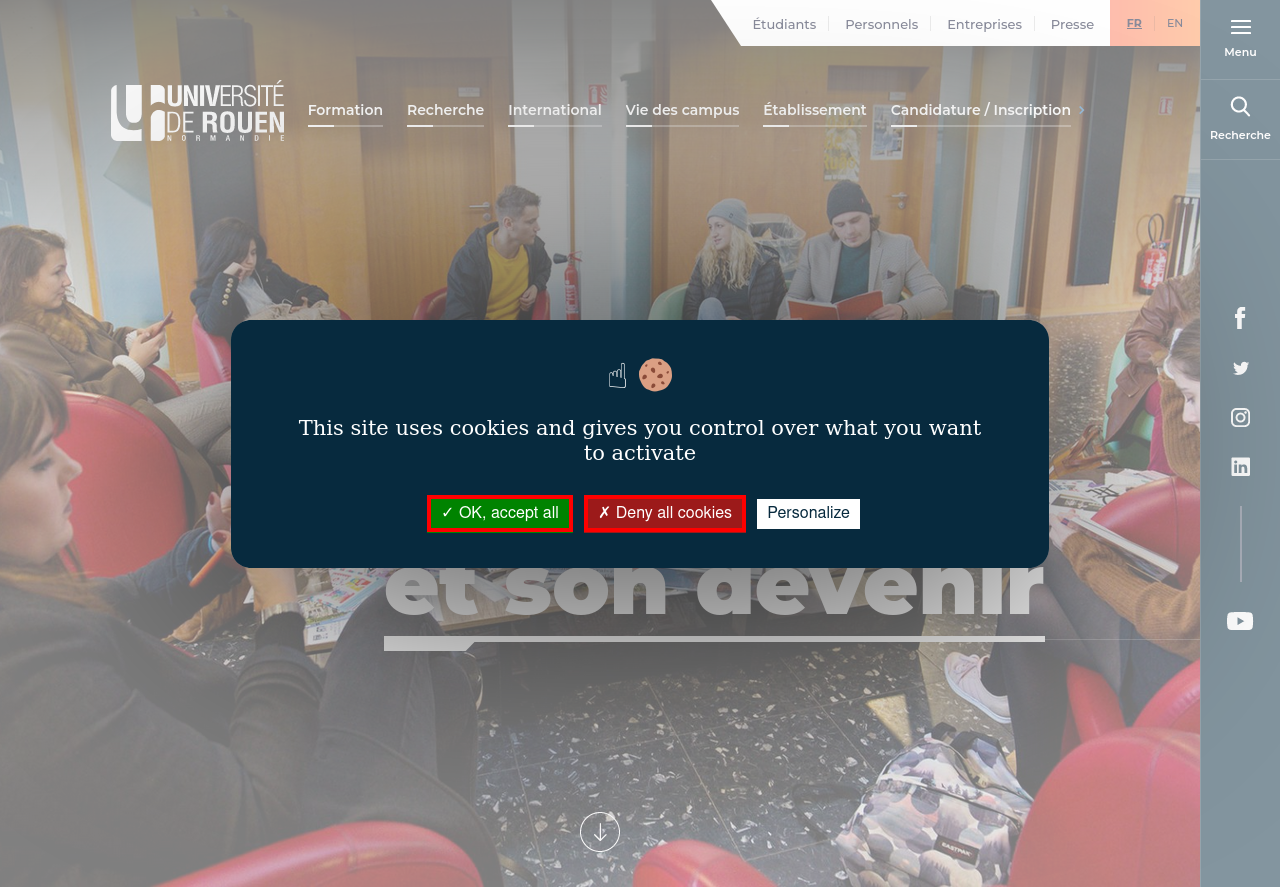 Étudiants
Personnels
Entreprises
Presse
FR
EN
Menu
UNIVERSITÉ
DE ROUEN
NORMANDIE
Formation
Recherche
International
Vie des campus
Établissement
Candidature / Inscription
Recherche
This site uses cookies and gives you control over what you want
to activate
✓ OK, accept all
✗ Deny all cookies
Personalize
et son devenir
EASTPAK